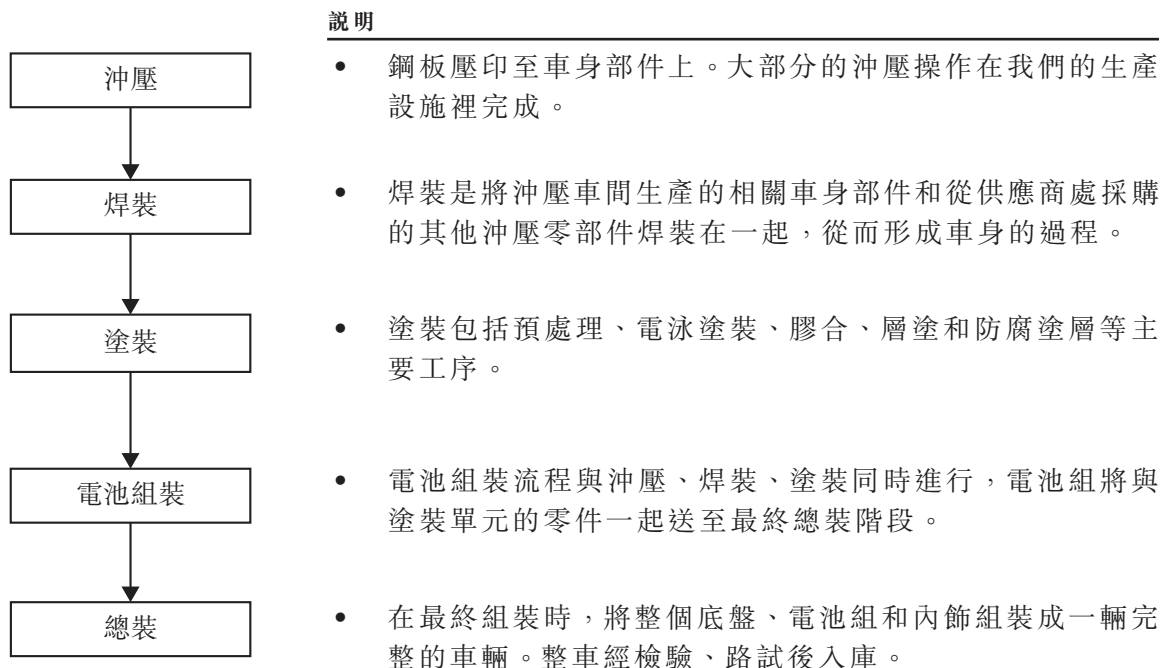 説明
沖壓
• 鋼板壓印至車身部件上。大部分的沖壓操作在我們的生產
設施裡完成。
焊裝
• 焊裝是將沖壓車間生產的相關車身部件和從供應商處採購
的其他沖壓零部件焊裝在一起，從而形成車身的過程。
塗裝
• 塗裝包括預處理、電泳塗裝、膠合、層塗和防腐塗層等主
要工序。
電池組裝
• 電池組裝流程與沖壓、焊裝、塗裝同時進行，電池組將與
塗裝單元的零件一起送至最終總裝階段。
總裝
• 在最終組裝時，將整個底盤、電池組和內飾組裝成一輛完
整的車輛。整車經檢驗、路試後入庫。